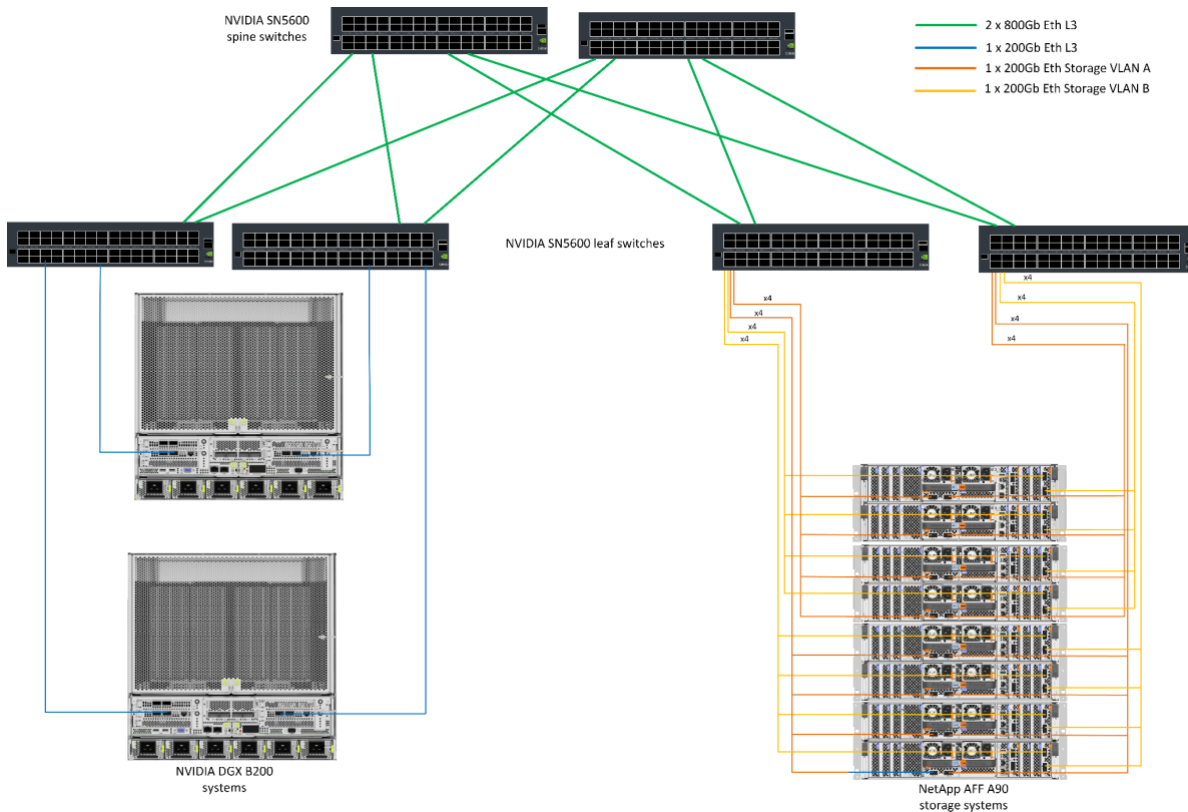 NVIDIA SN5600
spine switches
2 x 800Gb Eth L3
1 x 200Gb Eth L3
1 x 200Gb Eth Storage VLAN A
1 x 200Gb Eth Storage VLAN B
NVIDIA SN5600 leaf switches
x4
x4
x4
x4
x4
x4
x4
x4
NVIDIA DGX B200
systems
NetApp AFF A90
storage systems